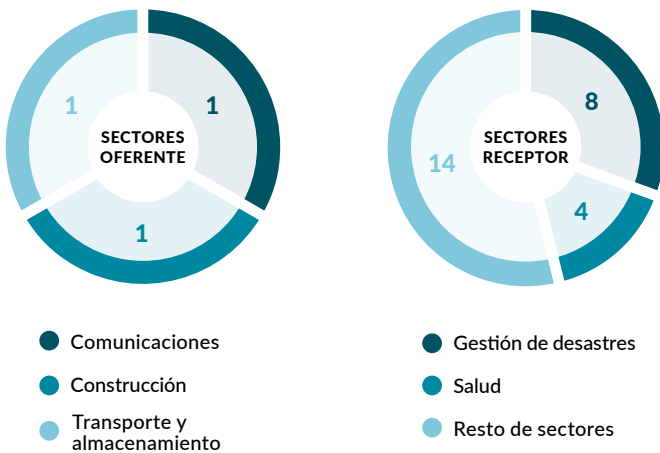 1
1
SECTORES
OFERENTE
1
8
SECTORES
RECEPTOR
14
4
Comunicaciones
Construcción
Transporte y
almacenamiento
Gestión de desastres
Salud
Resto de sectores